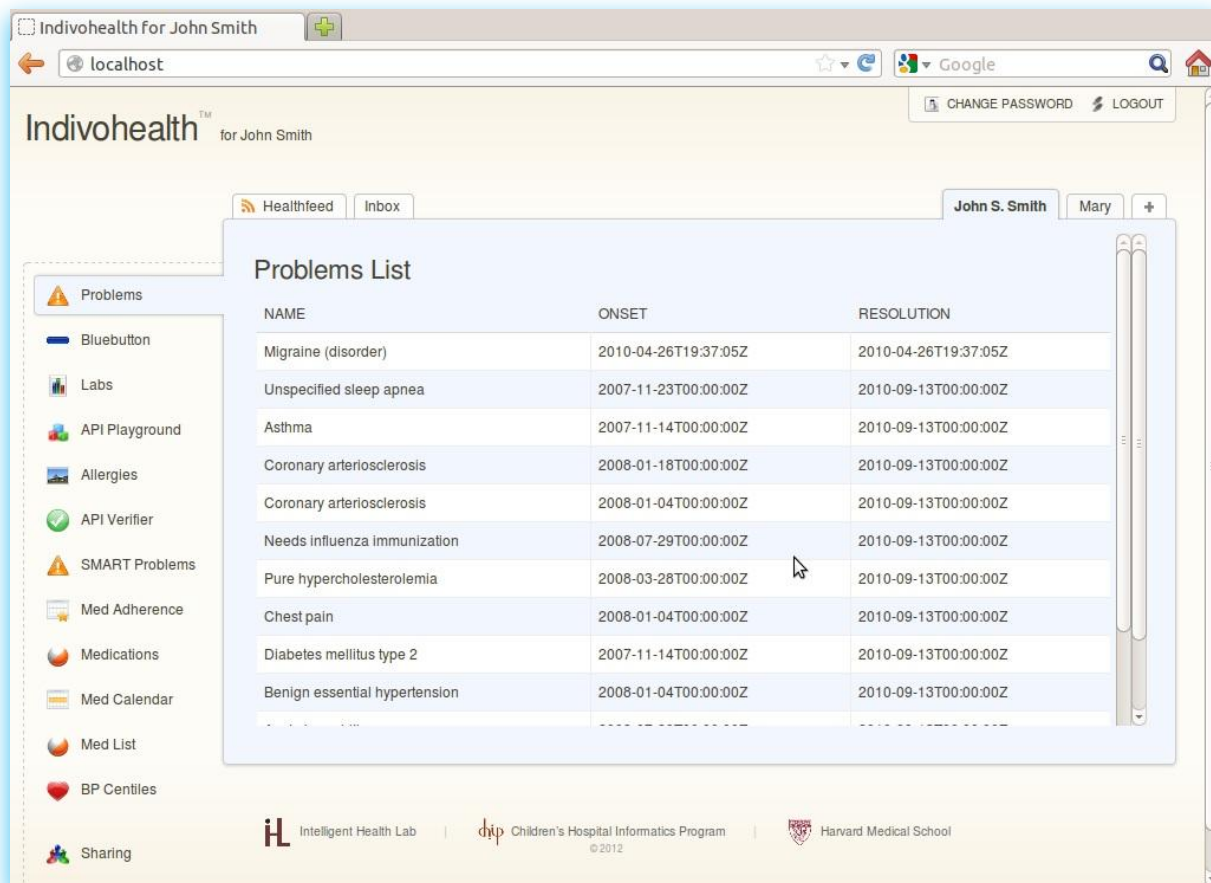 Indivohealth for John Smith
localhost
Google
CHANGE PASSWORD LOGOUT
Indivohealth™ for John Smith
Healthfeed Inbox John S. Smith Mary +
Problems
Bluebutton
Labs
API Playground
Allergies
API Verifier
SMART Problems
Med Adherence
Medications
Med Calendar
Med List
BP Centiles
Sharing
Problems List
NAME ONSET RESOLUTION
Migraine (disorder) 2010-04-26T19:37:05Z 2010-04-26T19:37:05Z
Unspecified sleep apnea 2007-11-23T00:00:00Z 2010-09-13T00:00:00Z
Asthma 2007-11-14T00:00:00Z 2010-09-13T00:00:00Z
Coronary arteriosclerosis 2008-01-18T00:00:00Z 2010-09-13T00:00:00Z
Coronary arteriosclerosis 2008-01-04T00:00:00Z 2010-09-13T00:00:00Z
Needs influenza immunization 2008-07-29T00:00:00Z 2010-09-13T00:00:00Z
Pure hypercholesterolemia 2008-03-28T00:00:00Z 2010-09-13T00:00:00Z
Chest pain 2008-01-04T00:00:00Z 2010-09-13T00:00:00Z
Diabetes mellitus type 2 2007-11-14T00:00:00Z 2010-09-13T00:00:00Z
Benign essential hypertension 2008-01-04T00:00:00Z 2010-09-13T00:00:00Z
iHL Intelligent Health Lab | chip Children's Hospital Informatics Program | Harvard Medical School
© 2012